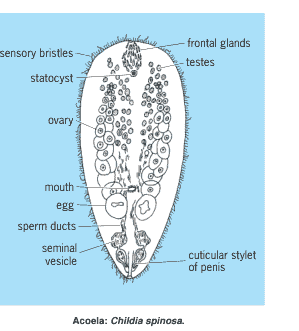 frontal glands
sensory bristles
testes
statocyst
ovary
mouth
egg
sperm ducts
seminal
vesicle
cuticular stylet
of penis
Acoela: Childia spinosa.